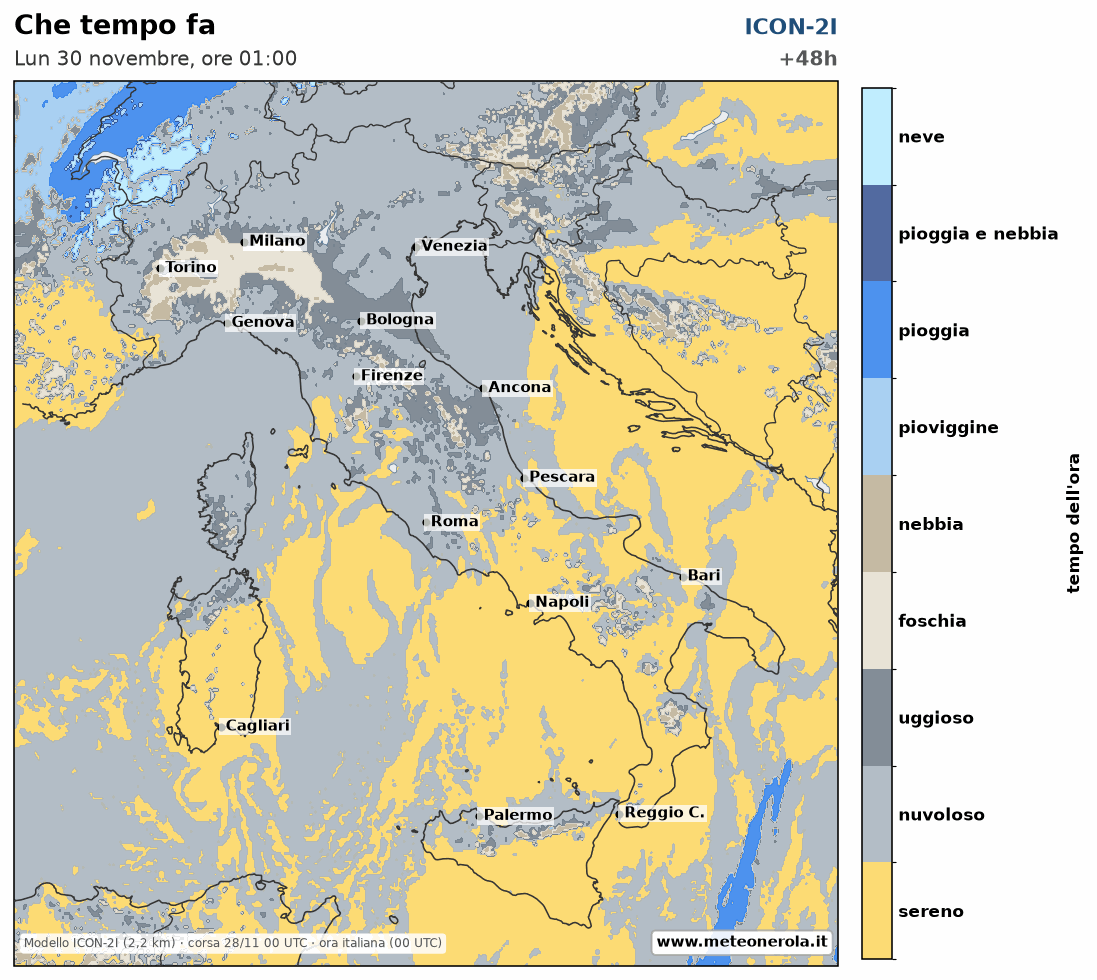 Che tempo fa
ICON-2I
Lun 30 novembre, ore 01:00
+48h
neve
pioggia e nebbia
pioggia
pioviggine
nebbia
foschia
uggioso
nuvoloso
sereno
tempo dell'ora
Milano
Venezia
Torino
Genova
Bologna
Firenze
Ancona
Pescara
Roma
Bari
Napoli
Cagliari
Palermo
Reggio C.
Modello ICON-2I (2,2 km) · corsa 28/11 00 UTC · ora italiana (00 UTC)
www.meteonerola.it